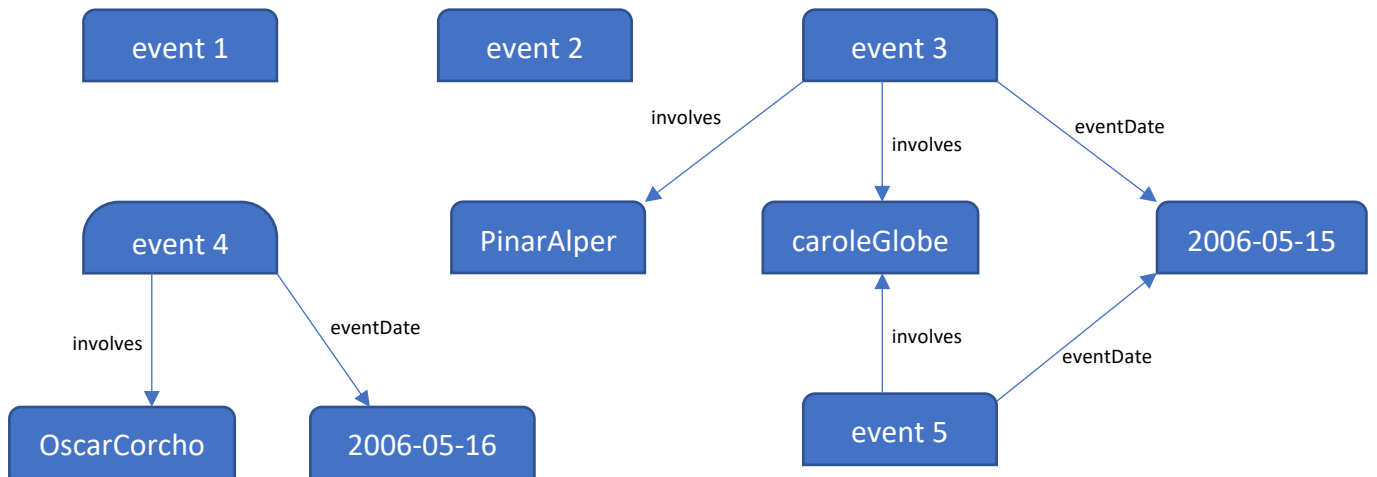 event 1
event 2
event 3
involves
involves
eventDate
event 4
PinarAlper
caroleGlobe
2006-05-15
involves
eventDate
involves
eventDate
OscarCorcho
2006-05-16
event 5